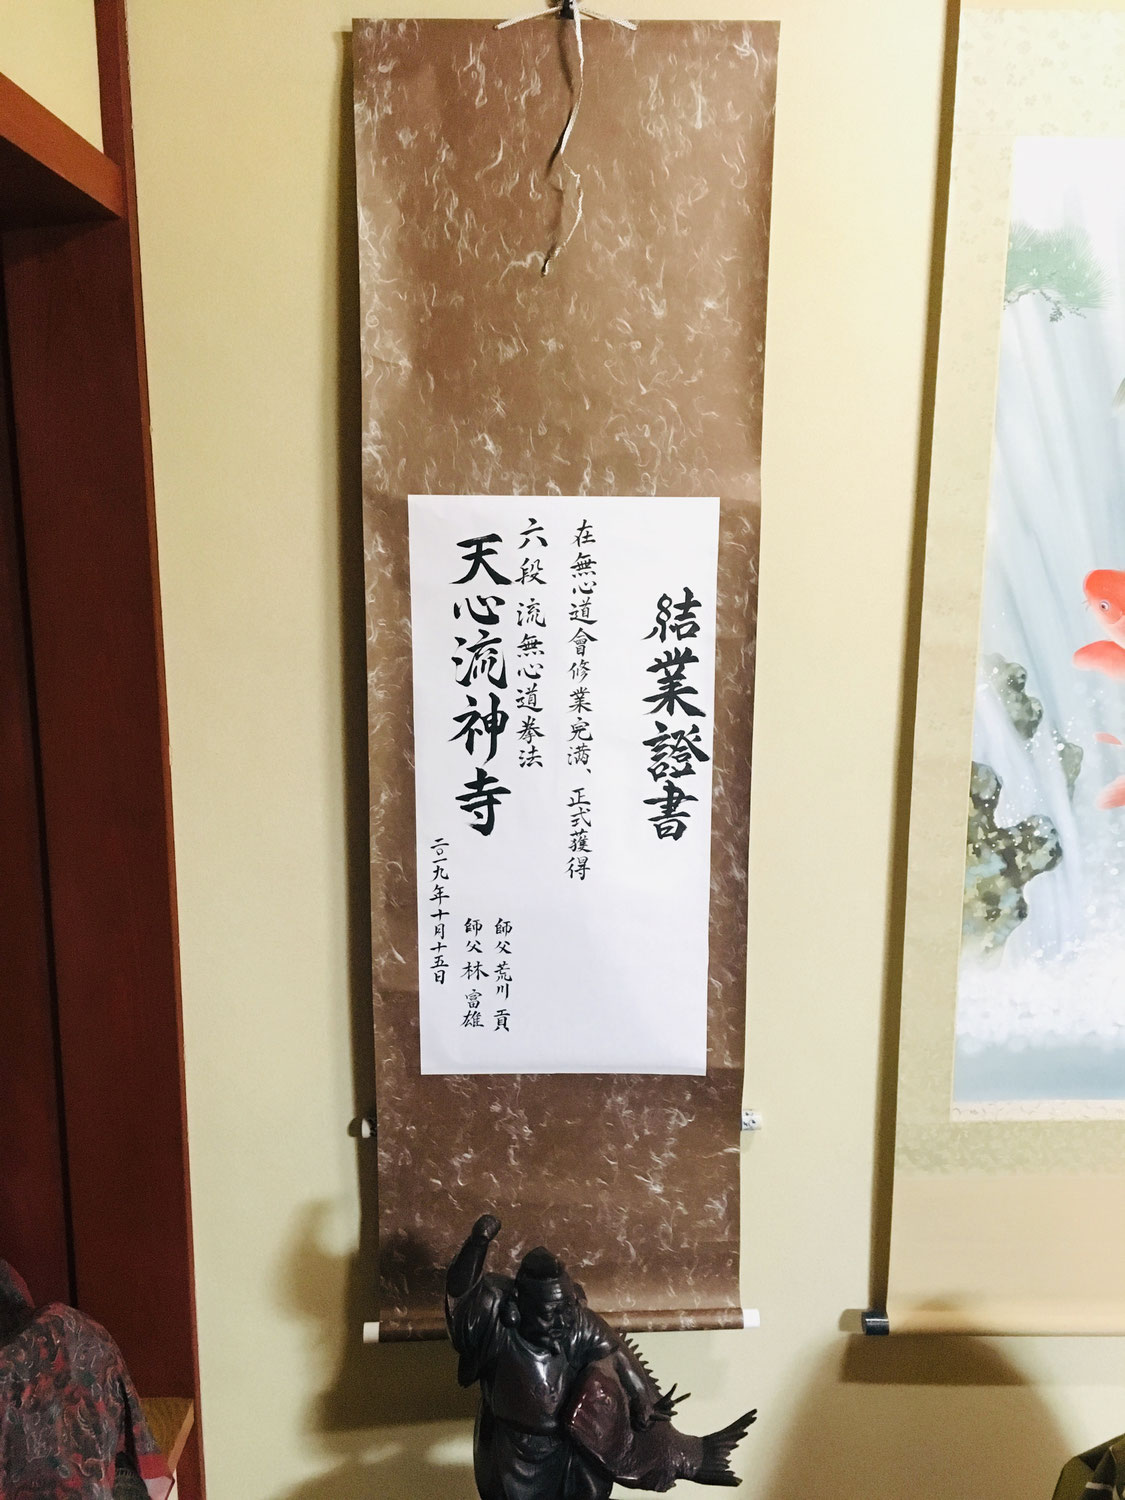 結業證書
在無心道會修業完満、正式獲得
六段 流無心道拳法
天心流神寺
師父 荒川 貢
師父 林 富雄
二〇一九年十月十五日